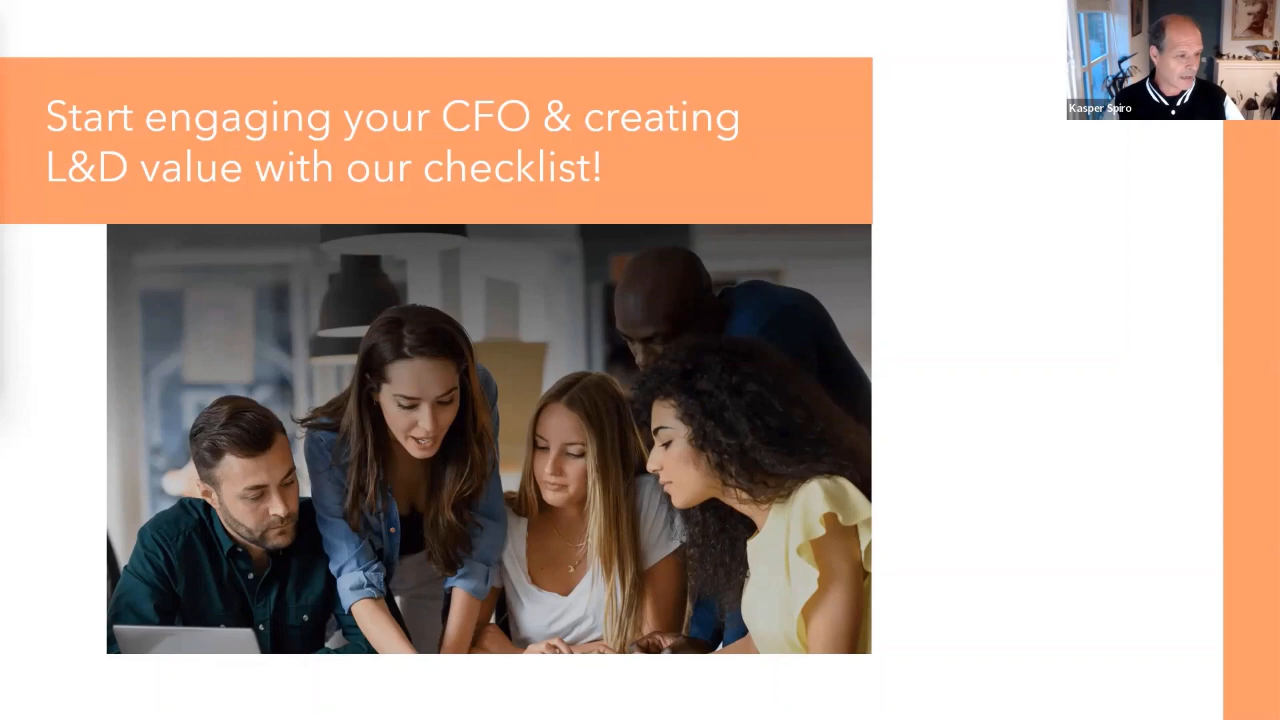 Start engaging your CFO & creating
L&D value with our checklist!
Kasper Spiro